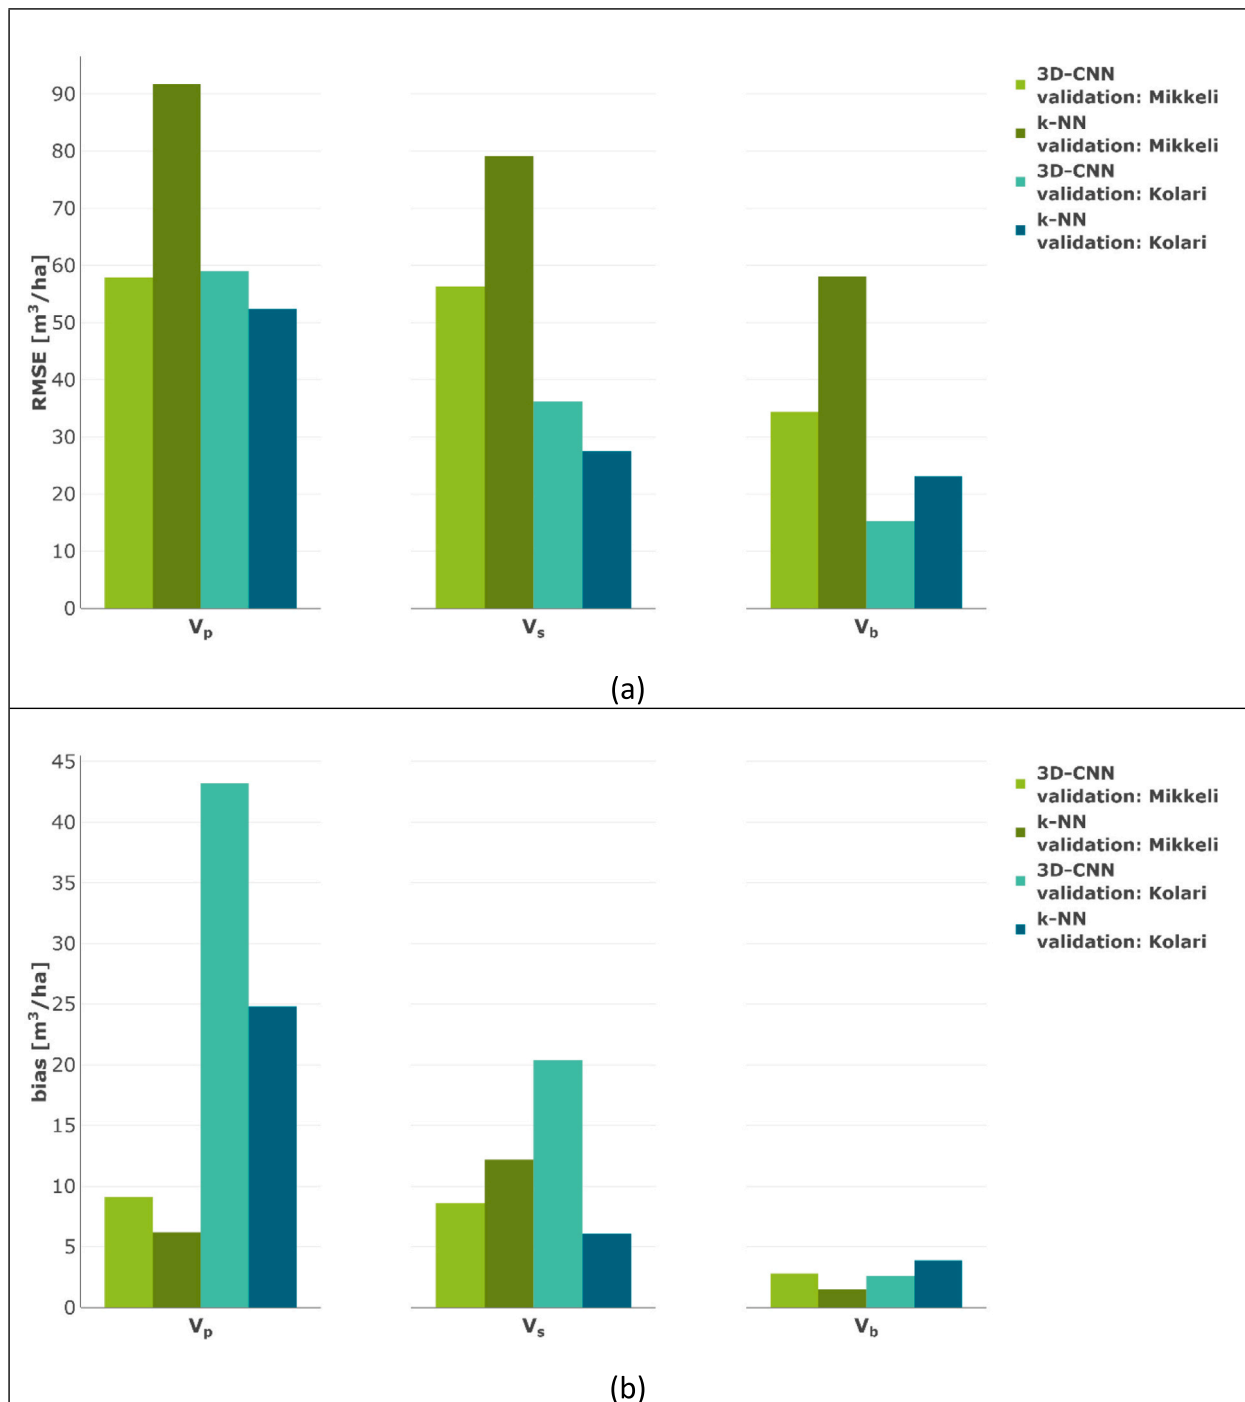 90
80
70
60
50
40
30
20
10
0
RMSE [m³/ha]
Vₚ
Vₛ
V_b
3D-CNN
validation: Mikkeli
k-NN
validation: Mikkeli
3D-CNN
validation: Kolari
k-NN
validation: Kolari
(a)
45
40
35
30
25
20
15
10
5
0
bias [m³/ha]
Vₚ
Vₛ
V_b
3D-CNN
validation: Mikkeli
k-NN
validation: Mikkeli
3D-CNN
validation: Kolari
k-NN
validation: Kolari
(b)